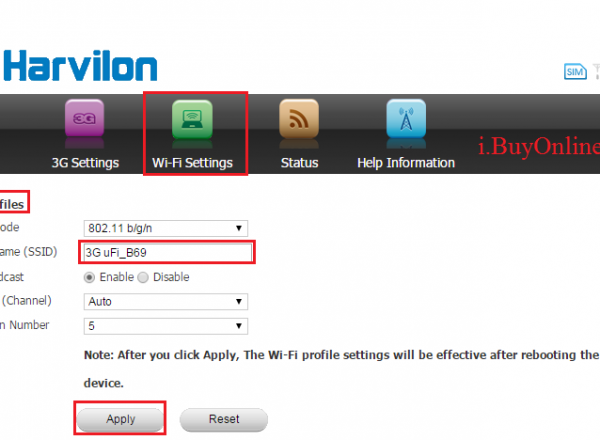 Harvilon
SIM
3G
3G Settings
Wi-Fi Settings
Status
Help Information
i.BuyOnline
files
ode
802.11 b/g/n
ame (SSID)
3G uFi_B69
dcast
Enable
Disable
(Channel)
Auto
n Number
5
Note: After you click Apply, The Wi-Fi profile settings will be effective after rebooting the
device.
Apply
Reset